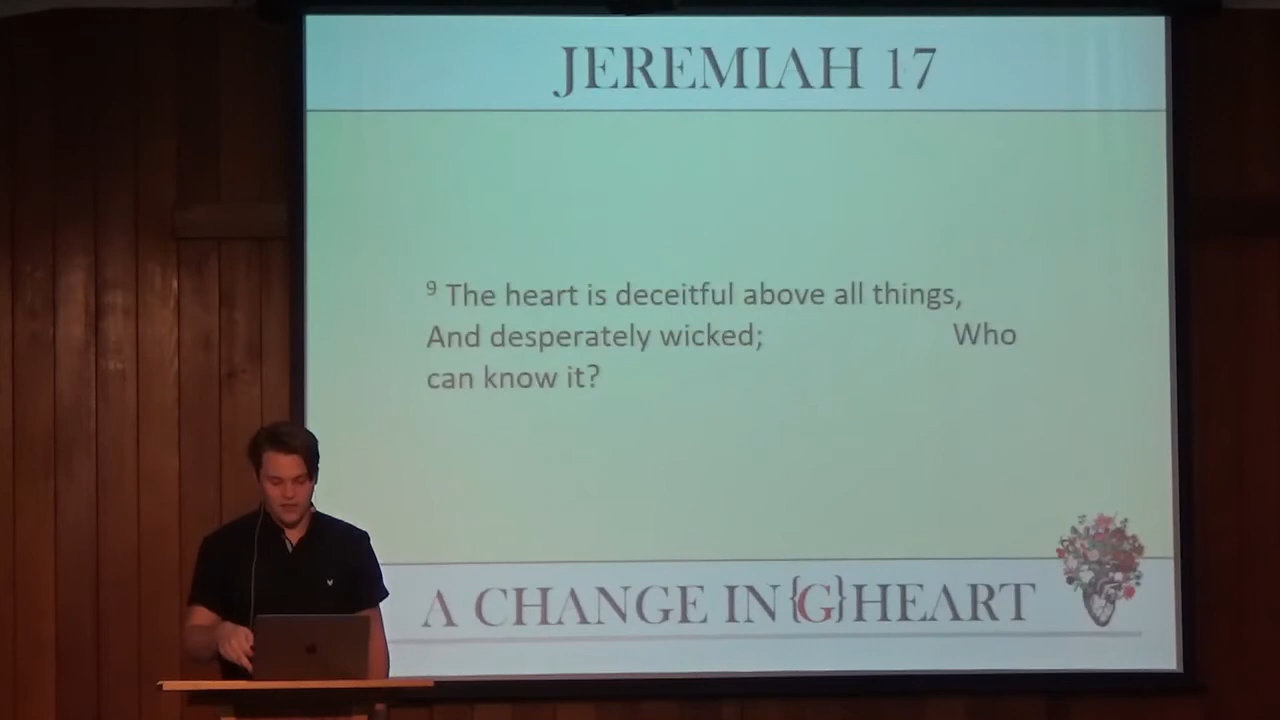 JEREMIAH 17
⁹ The heart is deceitful above all things,
And desperately wicked; Who
can know it?
A CHANGE IN {G} HEART